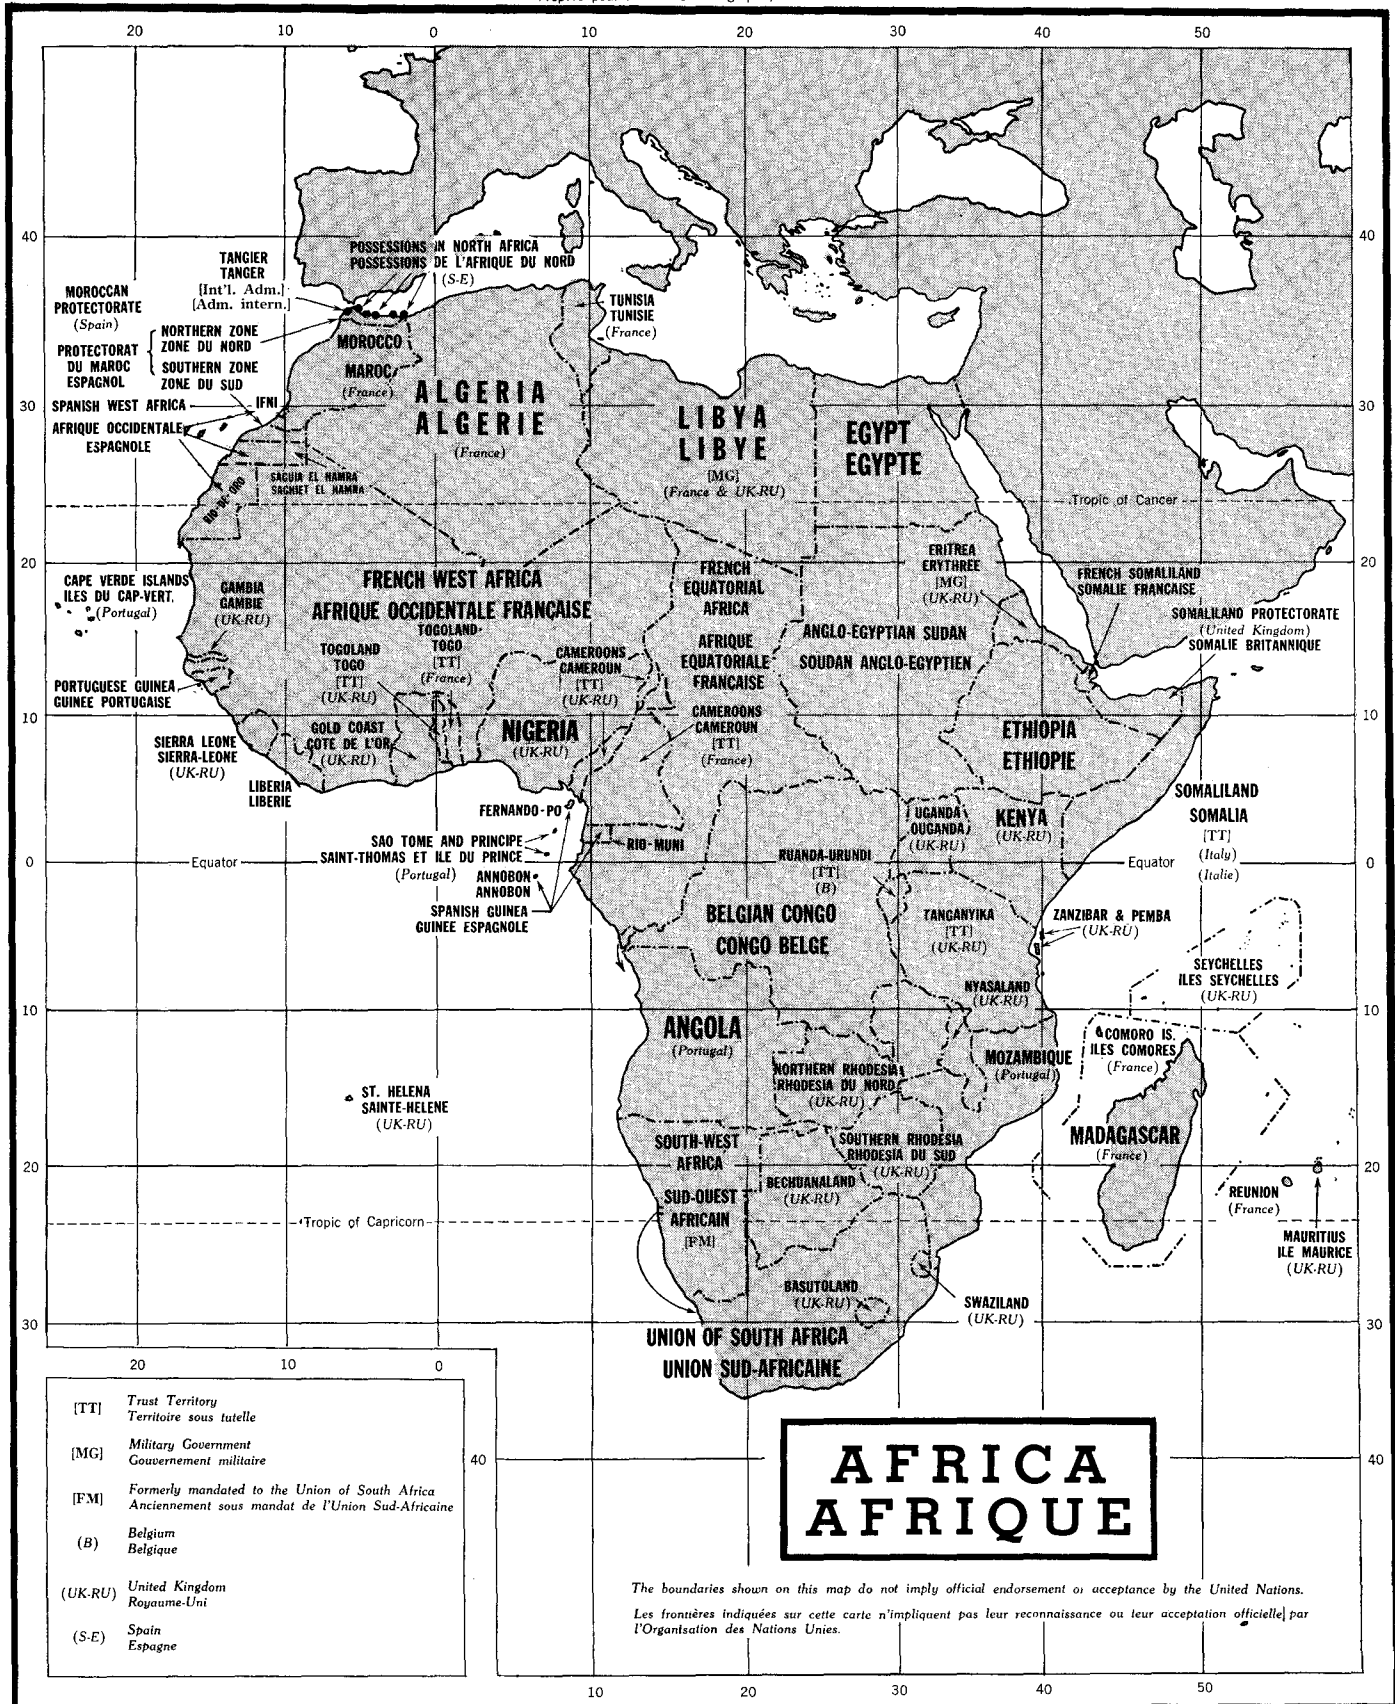 20 10 0 10 20 30 40 50
40 40
TANGIER
TANGER
[Int'l. Adm.]
[Adm. intern.]
POSSESSIONS IN NORTH AFRICA
POSSESSIONS DE L'AFRIQUE DU NORD
(S-E)
MOROCCAN
PROTECTORATE
(Spain)
PROTECTORAT
DU MAROC
ESPAGNOL
NORTHERN ZONE
ZONE DU NORD
SOUTHERN ZONE
ZONE DU SUD
MOROCCO
MAROC
(France)
TUNISIA
TUNISIE
(France)
ALGERIA
ALGERIE
(France)
LIBYA
LIBYE
[MG]
(France & UK-RU)
EGYPT
EGYPTE
30 30
SPANISH WEST AFRICA
IFNI
AFRIQUE OCCIDENTALE
ESPAGNOLE
SAGUIA EL HAMRA
SAGHIET EL HAMRA
RIO-DE-ORO
Tropic of Cancer
20 20
CAPE VERDE ISLANDS
ILES DU CAP-VERT.
(Portugal)
GAMBIA
GAMBIE
(UK-RU)
FRENCH WEST AFRICA
AFRIQUE OCCIDENTALE FRANÇAISE
TOGOLAND
TOGO
[TT]
(UK-RU)
TOGOLAND-
TOGO
[TT]
(France)
CAMEROONS
CAMEROUN
[TT]
(UK-RU)
FRENCH
EQUATORIAL
AFRICA
AFRIQUE
EQUATORIALE
FRANÇAISE
ERITREA
ERYTHREE
[MG]
(UK-RU)
ANGLO-EGYPTIAN SUDAN
SOUDAN ANGLO-EGYPTIEN
FRENCH SOMALILAND
SOMALIE FRANÇAISE
SOMALILAND PROTECTORATE
(United Kingdom)
SOMALIE BRITANNIQUE
PORTUGUESE GUINEA
GUINEE PORTUGAISE
10 10
SIERRA LEONE
SIERRA-LEONE
(UK-RU)
GOLD COAST
COTE DE L'OR
(UK-RU)
NIGERIA
(UK-RU)
CAMEROONS
CAMEROUN
[TT]
(France)
ETHIOPIA
ETHIOPIE
LIBERIA
LIBERIE
FERNANDO-PO
SAO TOME AND PRINCIPE
SAINT-THOMAS ET ILE DU PRINCE
(Portugal)
RIO-MUNI
UGANDA
OUGANDA
(UK-RU)
KENYA
(UK-RU)
SOMALILAND
SOMALIA
[TT]
(Italy)
(Italie)
0 Equator Equator 0
ANNOBON
ANNOBON
SPANISH GUINEA
GUINEE ESPAGNOLE
RUANDA-URUNDI
[TT]
(B)
BELGIAN CONGO
CONGO BELGE
TANGANYIKA
[TT]
(UK-RU)
ZANZIBAR & PEMBA
(UK-RU)
SEYCHELLES
ILES SEYCHELLES
(UK-RU)
NYASALAND
(UK-RU)
10 10
ANGOLA
(Portugal)
MOZAMBIQUE
(Portugal)
COMORO IS.
ILES COMORES
(France)
NORTHERN RHODESIA
RHODESIA DU NORD
(UK-RU)
ST. HELENA
SAINTE-HELENE
(UK-RU)
SOUTH-WEST
AFRICA
SUD-OUEST
AFRICAIN
[FM]
SOUTHERN RHODESIA
RHODESIA DU SUD
(UK-RU)
MADAGASCAR
(France)
20 20
BECHUANALAND
(UK-RU)
REUNION
(France)
Tropic of Capricorn
MAURITIUS
ILE MAURICE
(UK-RU)
BASUTOLAND
(UK-RU)
SWAZILAND
(UK-RU)
30 30
UNION OF SOUTH AFRICA
UNION SUD-AFRICAINE
20 10 0
[TT] Trust Territory
Territoire sous tutelle
[MG] Military Government
Gouvernement militaire
[FM] Formerly mandated to the Union of South Africa
Anciennement sous mandat de l'Union Sud-Africaine
(B) Belgium
Belgique
(UK-RU) United Kingdom
Royaume-Uni
(S-E) Spain
Espagne
40 40
AFRICA
AFRIQUE
The boundaries shown on this map do not imply official endorsement or acceptance by the United Nations.
Les frontières indiquées sur cette carte n'impliquent pas leur reconnaissance ou leur acceptation officielle par
l'Organisation des Nations Unies.
10 20 30 40 50